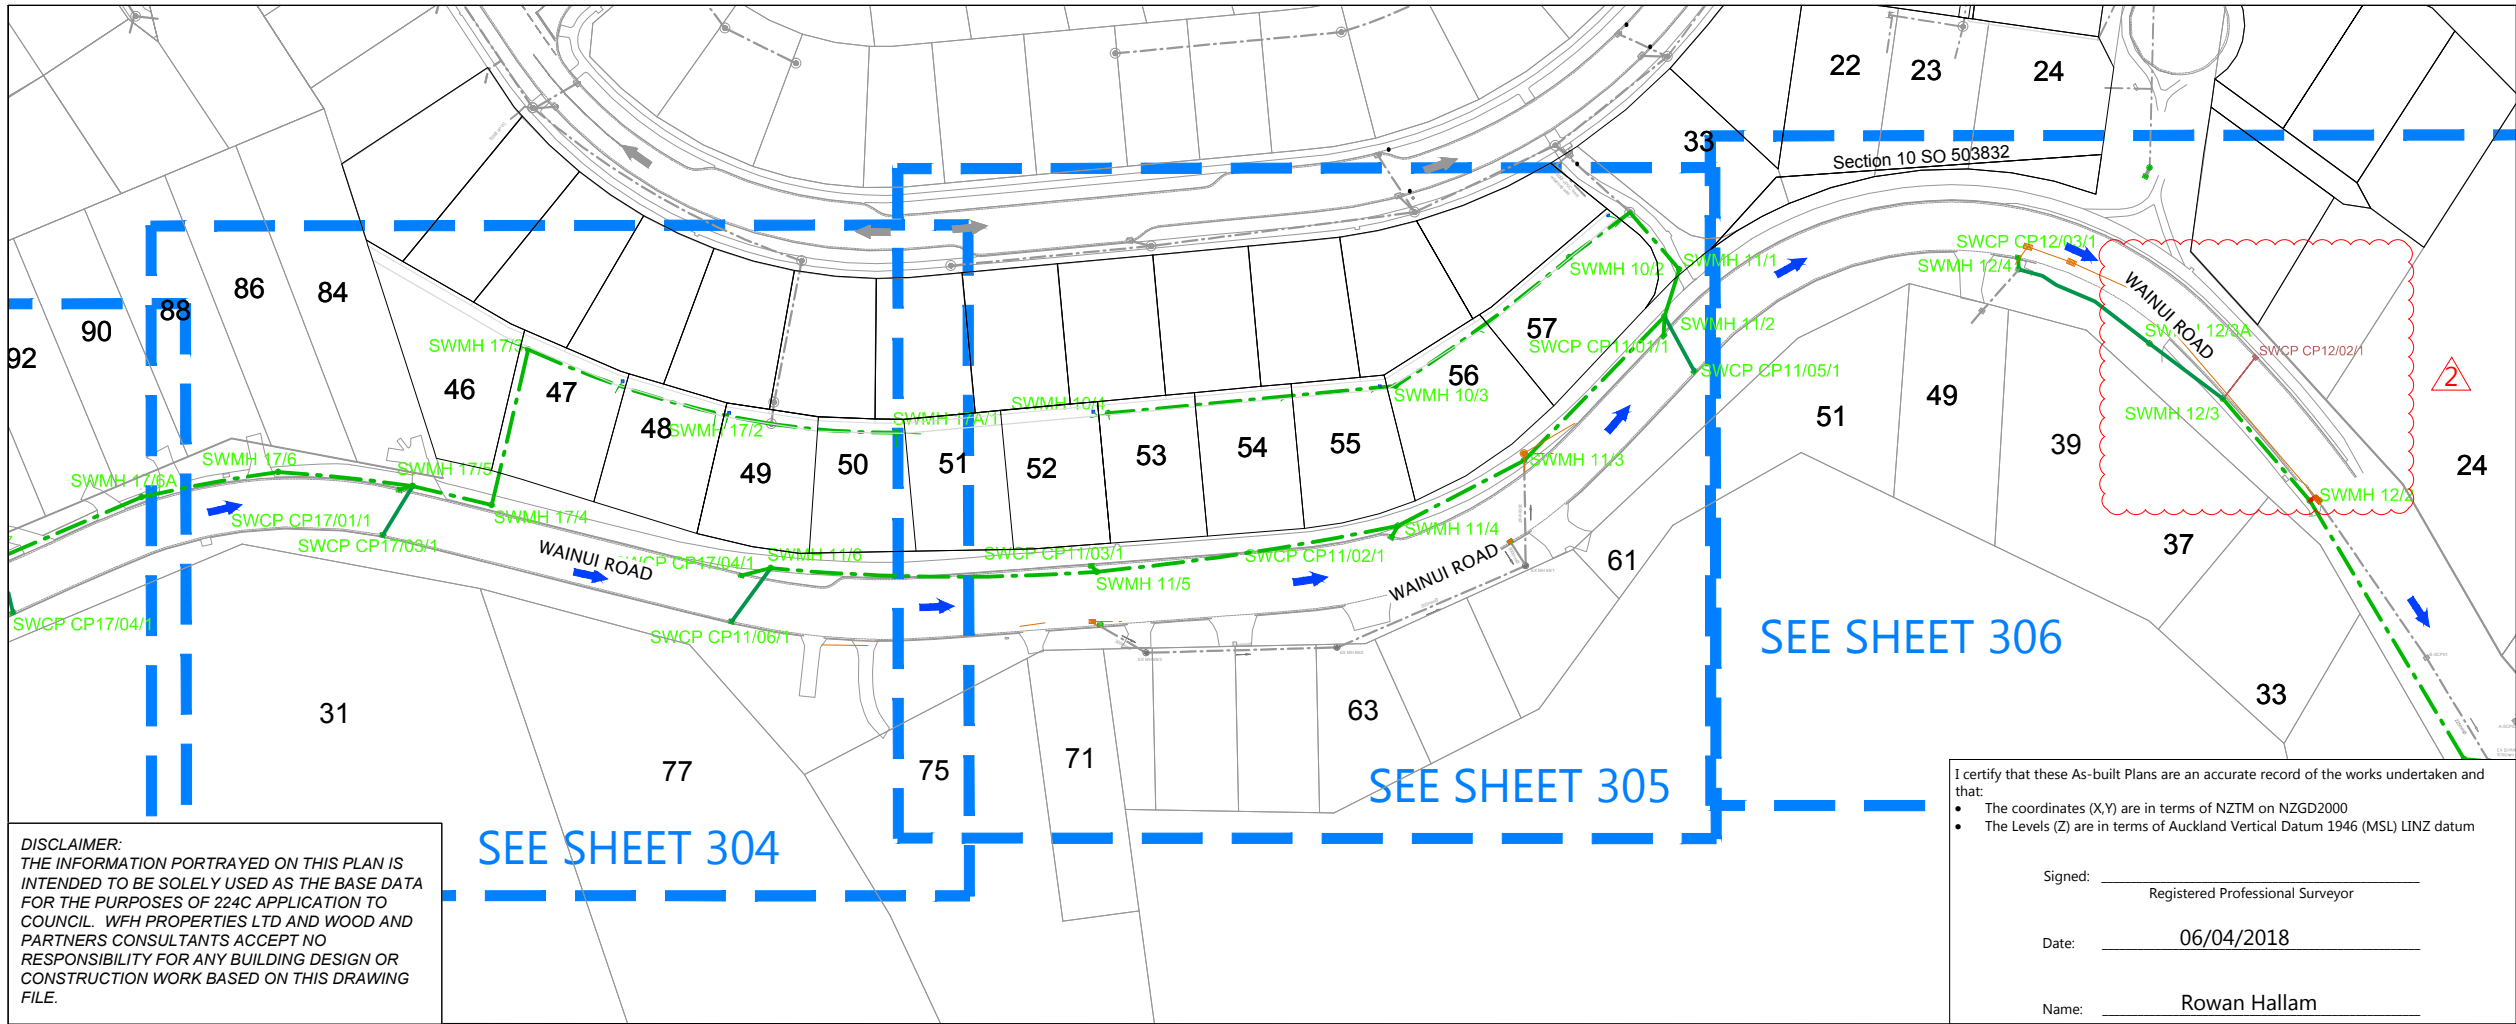 22
23
24
33
Section 10 SO 503832
SWCP CP12/03/1
SWMH 12/4
WAINUI ROAD
SWCP CP12/02/1
SWMH 12/3
2
SWMH 12/2
24
SWMH 10/2
SWMH 11/1
SWMH 11/2
57
SWCP CP11/01/1
SWCP CP11/05/1
56
SWMH 10/3
92
90
88
86
84
SWMH 17/3
46
47
48
SWMH 17/2
49
50
SWMH 17A/1
51
SWMH 10/4
52
53
54
55
51
49
39
37
33
SWMH 11/3
SWMH 11/4
SWMH 17/6A
SWMH 17/6
SWMH 17/5
SWMH 17/4
SWCP CP17/01/1
SWCP CP17/03/1
WAINUI ROAD
CP17/04/1
SWMH 11/6
SWCP CP11/03/1
SWMH 11/5
SWCP CP11/02/1
WAINUI ROAD
61
SWCP CP17/04/1
SWCP CP11/06/1
31
77
75
71
63
SEE SHEET 304
SEE SHEET 305
SEE SHEET 306
DISCLAIMER:
THE INFORMATION PORTRAYED ON THIS PLAN IS
INTENDED TO BE SOLELY USED AS THE BASE DATA
FOR THE PURPOSES OF 224C APPLICATION TO
COUNCIL. WFH PROPERTIES LTD AND WOOD AND
PARTNERS CONSULTANTS ACCEPT NO
RESPONSIBILITY FOR ANY BUILDING DESIGN OR
CONSTRUCTION WORK BASED ON THIS DRAWING
FILE.
I certify that these As-built Plans are an accurate record of the works undertaken and
that:
• The coordinates (X,Y) are in terms of NZTM on NZGD2000
• The Levels (Z) are in terms of Auckland Vertical Datum 1946 (MSL) LINZ datum
Signed:
Registered Professional Surveyor
Date: 06/04/2018
Name: Rowan Hallam